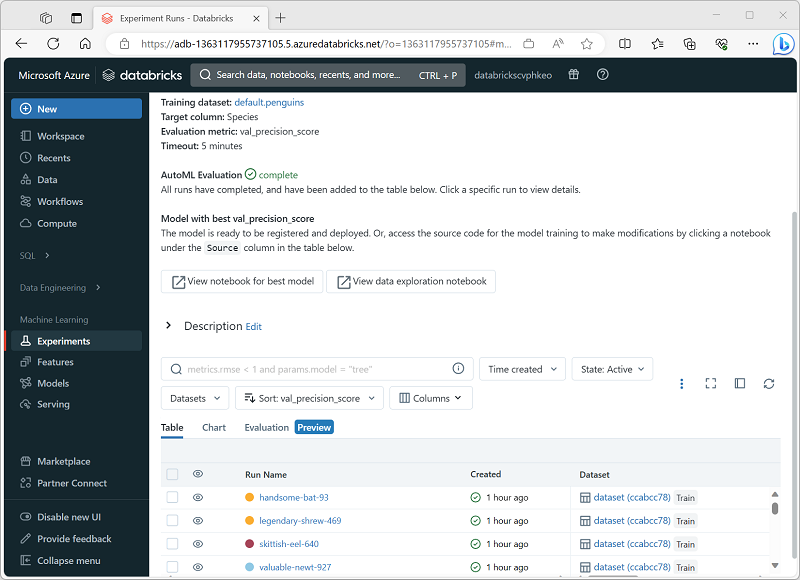 Experiment Runs - Databricks
https://adb-1363117955737105.5.azuredatabricks.net/?o=1363117955737105#m...
Microsoft Azure
databricks
Search data, notebooks, recents, and more...
CTRL + P
databrickscvphkeo
New
Workspace
Recents
Data
Workflows
Compute
SQL
Data Engineering
Machine Learning
Experiments
Features
Models
Serving
Marketplace
Partner Connect
Disable new UI
Provide feedback
Collapse menu
Training dataset: default.penguins
Target column: Species
Evaluation metric: val_precision_score
Timeout: 5 minutes
AutoML Evaluation complete
All runs have completed, and have been added to the table below. Click a specific run to view details.
Model with best val_precision_score
The model is ready to be registered and deployed. Or, access the source code for the model training to make modifications by clicking a notebook
under the Source column in the table below.
View notebook for best model
View data exploration notebook
Description Edit
metrics.rmse < 1 and params.model = "tree"
Time created
State: Active
Datasets
Sort: val_precision_score
Columns
Table
Chart
Evaluation
Preview
Run Name Created Dataset
handsome-bat-93 1 hour ago dataset (ccabcc78) Train
legendary-shrew-469 1 hour ago dataset (ccabcc78) Train
skittish-eel-640 1 hour ago dataset (ccabcc78) Train
valuable-newt-927 1 hour ago dataset (ccabcc78) Train